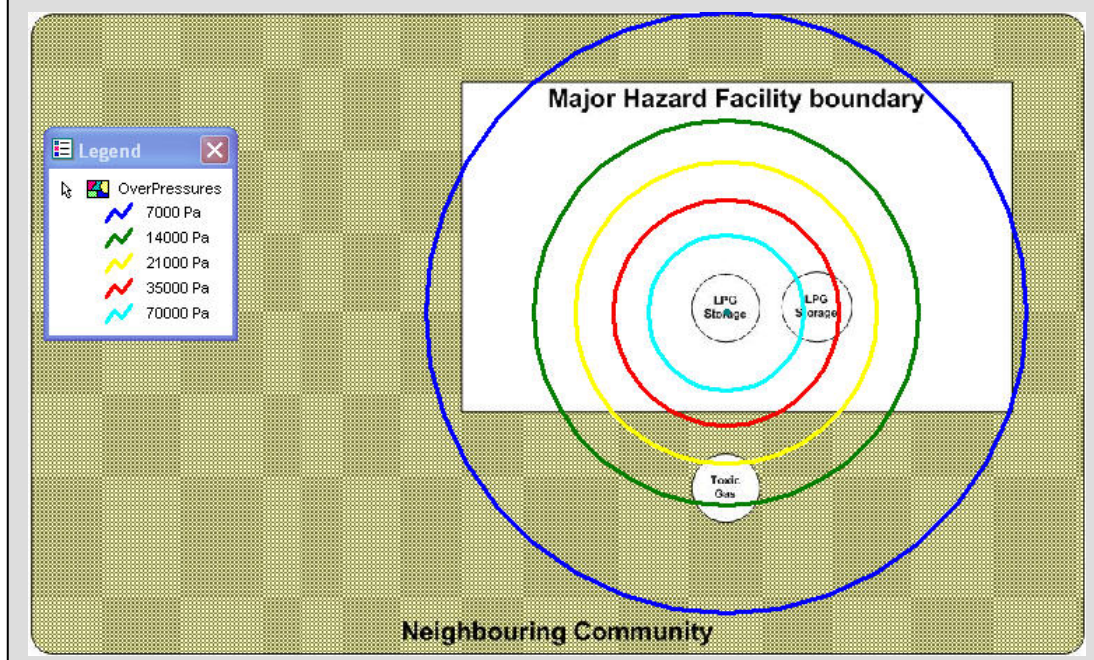 Major Hazard Facility boundary
Legend
OverPressures
7000 Pa
14000 Pa
21000 Pa
35000 Pa
70000 Pa
LPG
Storage
LPG
Storage
Toxic
Gas
Neighbouring Community